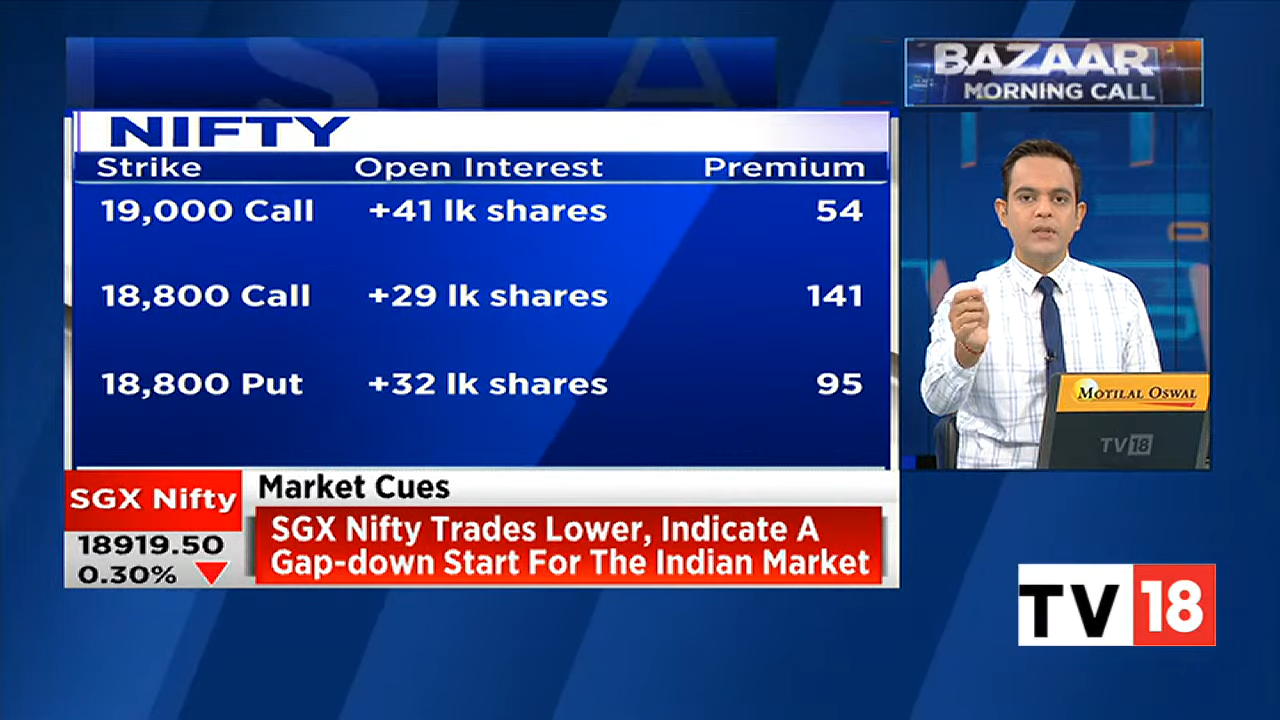 BAZAAR
MORNING CALL
NIFTY
Strike Open Interest Premium
19,000 Call +41 lk shares 54
18,800 Call +29 lk shares 141
18,800 Put +32 lk shares 95
MOTILAL OSWAL
TV18
SGX Nifty
18919.50
0.30%
Market Cues
SGX Nifty Trades Lower, Indicate A
Gap-down Start For The Indian Market
TV18